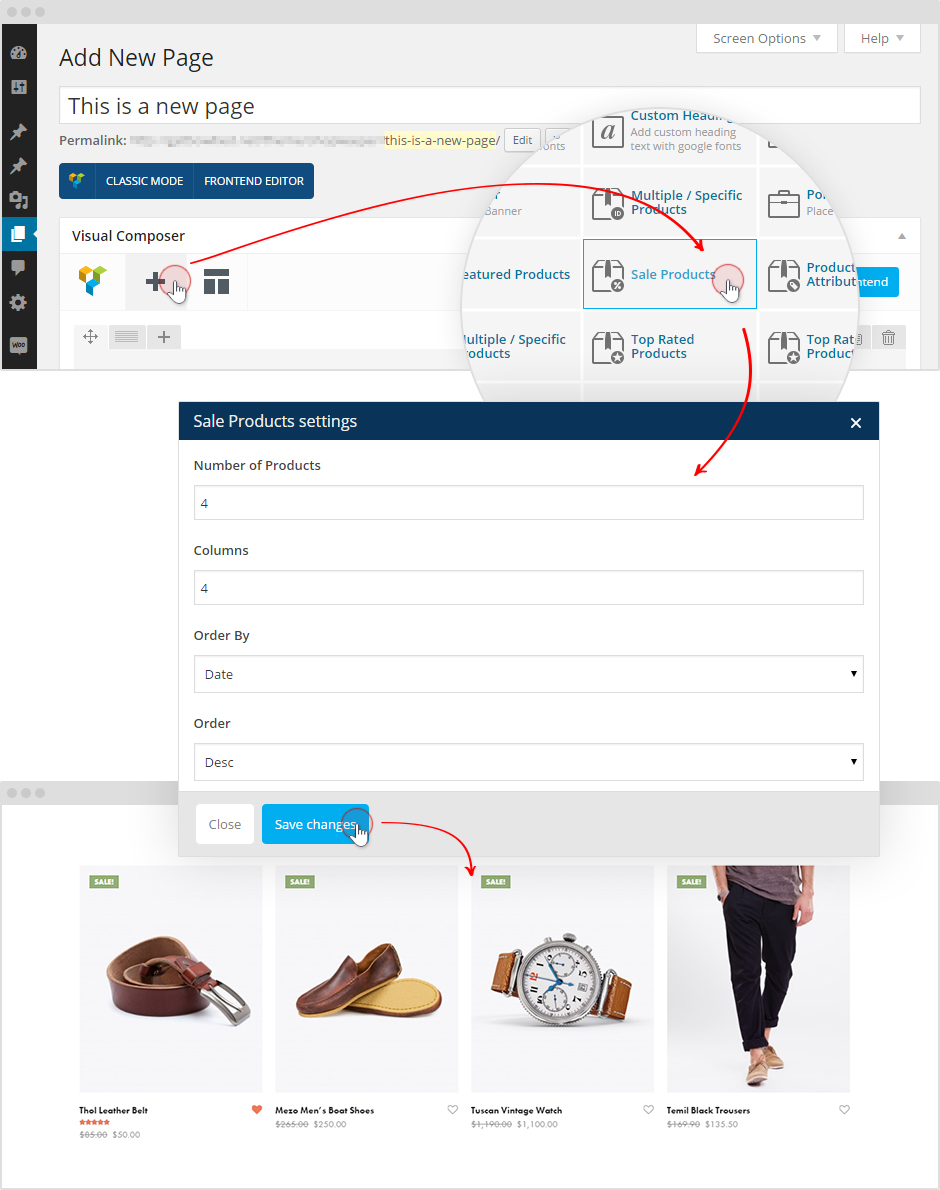 Screen Options
Help
Add New Page
This is a new page
Permalink:
/this-is-a-new-page/
Edit
CLASSIC MODE
FRONTEND EDITOR
Visual Composer
a
Custom
Add custom heading
text with google fonts
Banner
Multiple / Specific
Products
ID
Place
eatured Products
Sale Products
%
Product
Attribut
ultiple / Specific
oducts
Top Rated
Products
Top Rat
Product
WOO
Sale Products settings
Number of Products
4
Columns
4
Order By
Date
Order
Desc
Close
Save changes
SALE!
SALE!
SALE!
SALE!
12
Thol Leather Belt
$85.00 $50.00
Mezo Men's Boat Shoes
$265.00 $250.00
Tuscan Vintage Watch
$1,190.00 $1,100.00
Temil Black Trousers
$169.90 $135.50